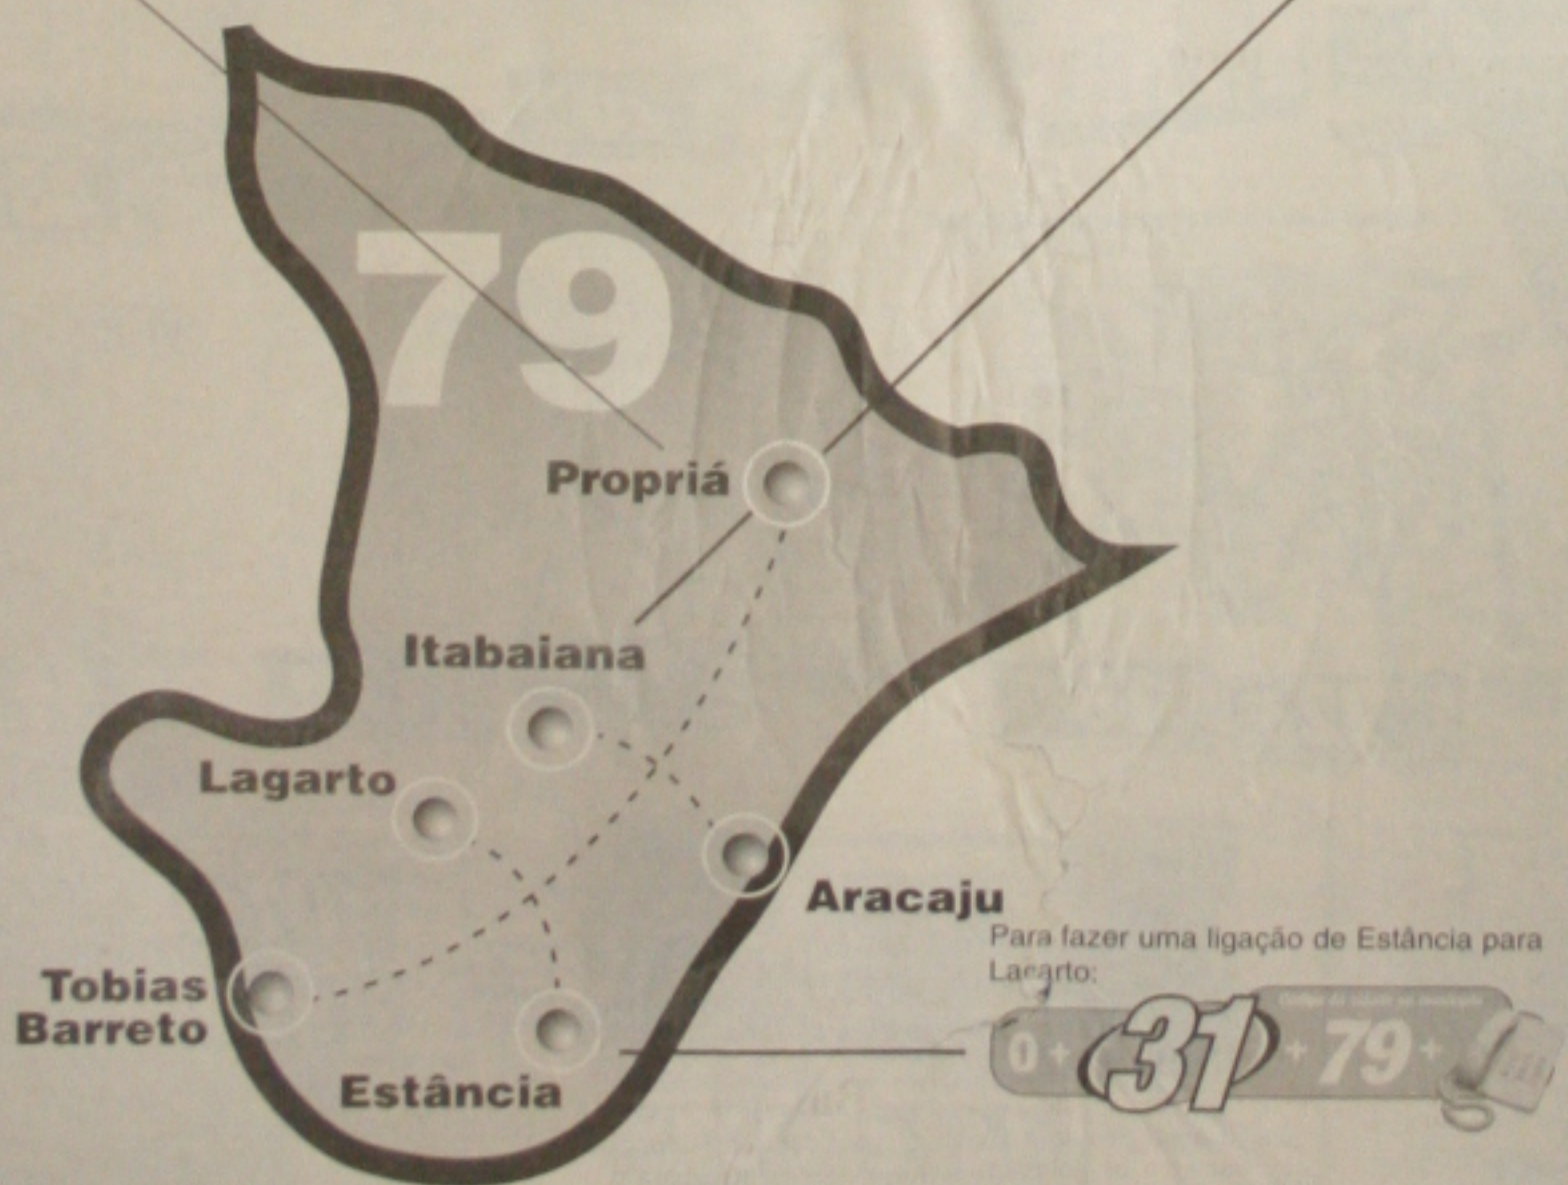 79
Propriá
Itabaiana
Lagarto
Aracaju
Para fazer uma ligação de Estância para
Lagarto:
Tobias
Barreto
0 + 31 + 79 +
Estância